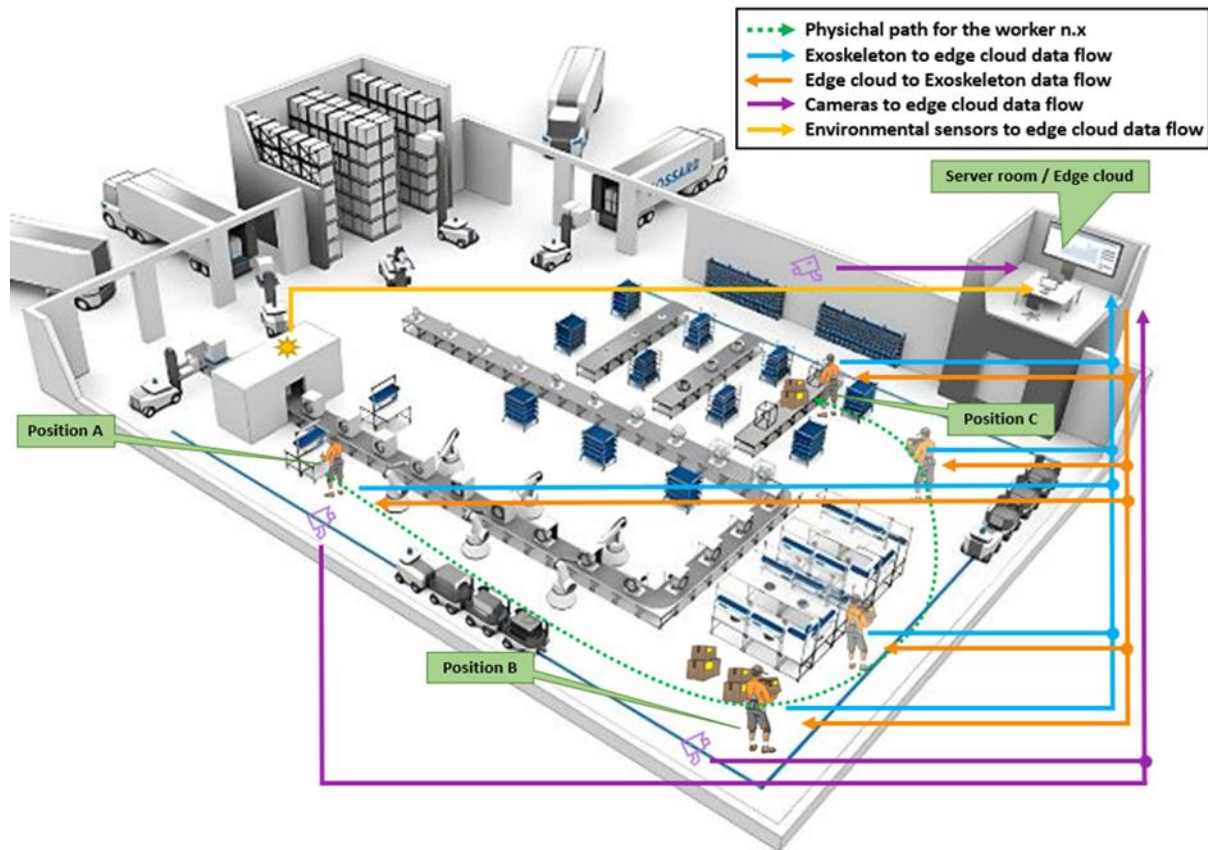 Physichal path for the worker n.x
Exoskeleton to edge cloud data flow
Edge cloud to Exoskeleton data flow
Cameras to edge cloud data flow
Environmental sensors to edge cloud data flow
Server room / Edge cloud
Position C
Position A
Position B